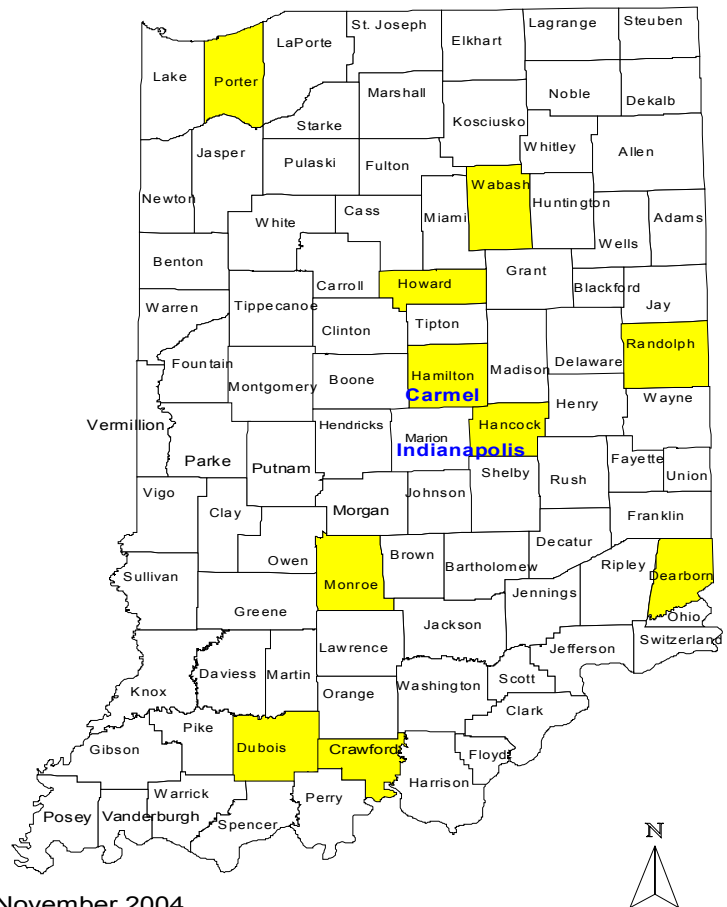 St. Joseph
Lagrange
Steuben
LaPorte
Elkhart
Lake
Porter
Marshall
Noble
Dekalb
Starke
Kosciusko
Jasper
Pulaski
Fulton
Whitley
Allen
Newton
Wabash
Huntington
White
Cass
Miami
Adams
Wells
Benton
Carroll
Howard
Grant
Blackford
Jay
Warren
Tippecanoe
Clinton
Tipton
Randolph
Fountain
Montgomery
Boone
Hamilton
Madison
Delaware
Carmel
Wayne
Henry
Vermillion
Hendricks
Marion
Hancock
Indianapolis
Parke
Putnam
Shelby
Fayette
Union
Rush
Vigo
Clay
Morgan
Johnson
Franklin
Owen
Brown
Bartholomew
Decatur
Ripley
Dearborn
Sullivan
Monroe
Jennings
Greene
Ohio
Jackson
Switzerland
Lawrence
Jefferson
Daviess
Martin
Scott
Knox
Orange
Washington
Clark
Pike
Gibson
Dubois
Crawford
Floyd
Harrison
Warrick
Perry
Posey
Vanderburgh
Spencer
N
November 2004